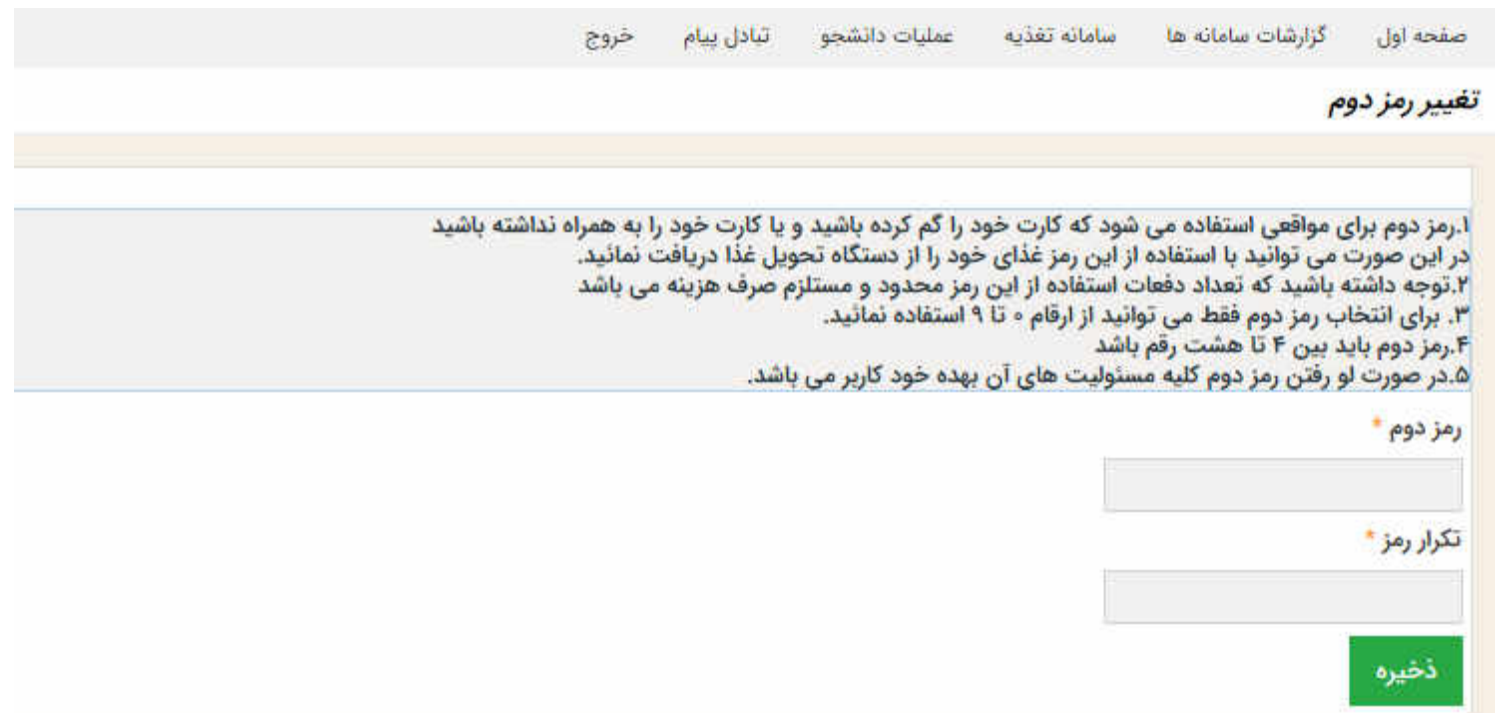 صفحه اول گزارشات سامانه ها سامانه تغذیه عملیات دانشجو تبادل پیام خروج
تغییر رمز دوم
۱.رمز دوم برای مواقعی استفاده می شود که کارت خود را گم کرده باشید و یا کارت خود را به همراه نداشته باشید
در این صورت می توانید با استفاده از این رمز غذای خود را از دستگاه تحویل غذا دریافت نمائید.
۲.توجه داشته باشید که تعداد دفعات استفاده از این رمز محدود و مستلزم صرف هزینه می باشد
۳. برای انتخاب رمز دوم فقط می توانید از ارقام ۰ تا ۹ استفاده نمائید.
۴.رمز دوم باید بین ۴ تا هشت رقم باشد
۵.در صورت لو رفتن رمز دوم کلیه مسئولیت های آن بهده خود کاربر می باشد.
رمز دوم *
تکرار رمز *
ذخیره